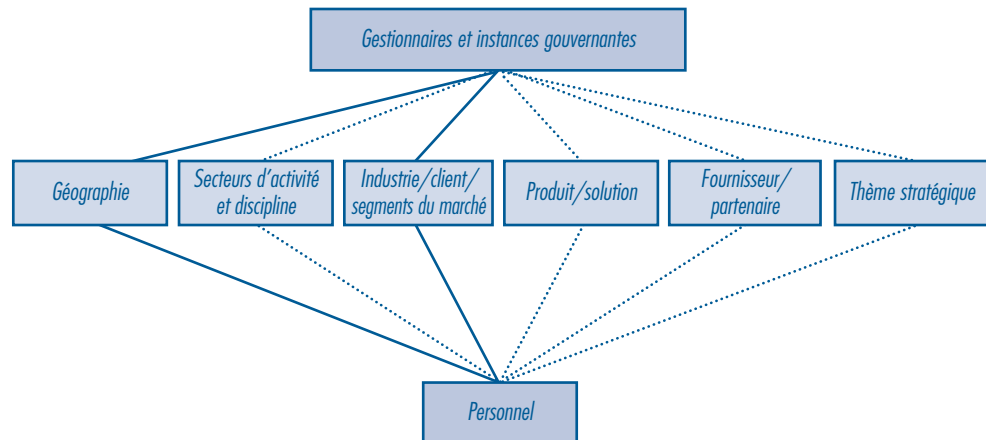 Gestionnaires et instances gouvernantes
Géographie
Secteurs d'activité
et discipline
Industrie/client/
segments du marché
Produit/solution
Fournisseur/
partenaire
Thème stratégique
Personnel